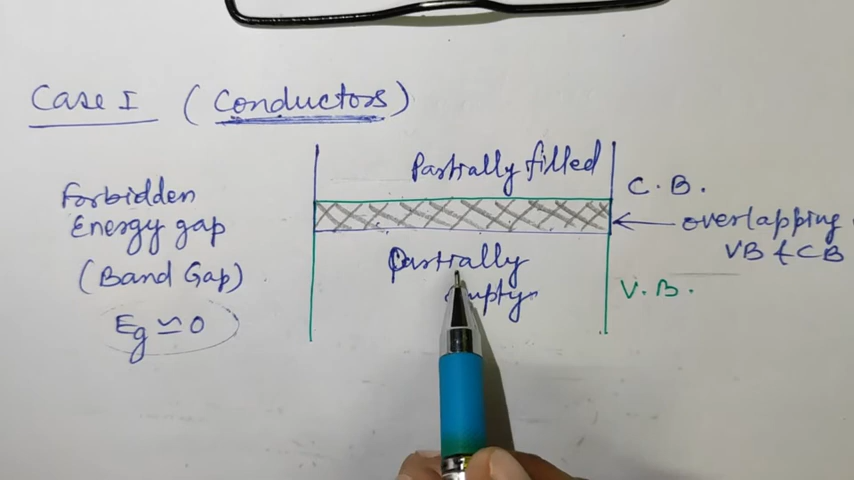 Case I (Conductors)
Partially filled
C.B.
Forbidden
Energy gap
(Band Gap)
Eg ≃ 0
overlapping
VB & CB
Partially
empty
V.B.